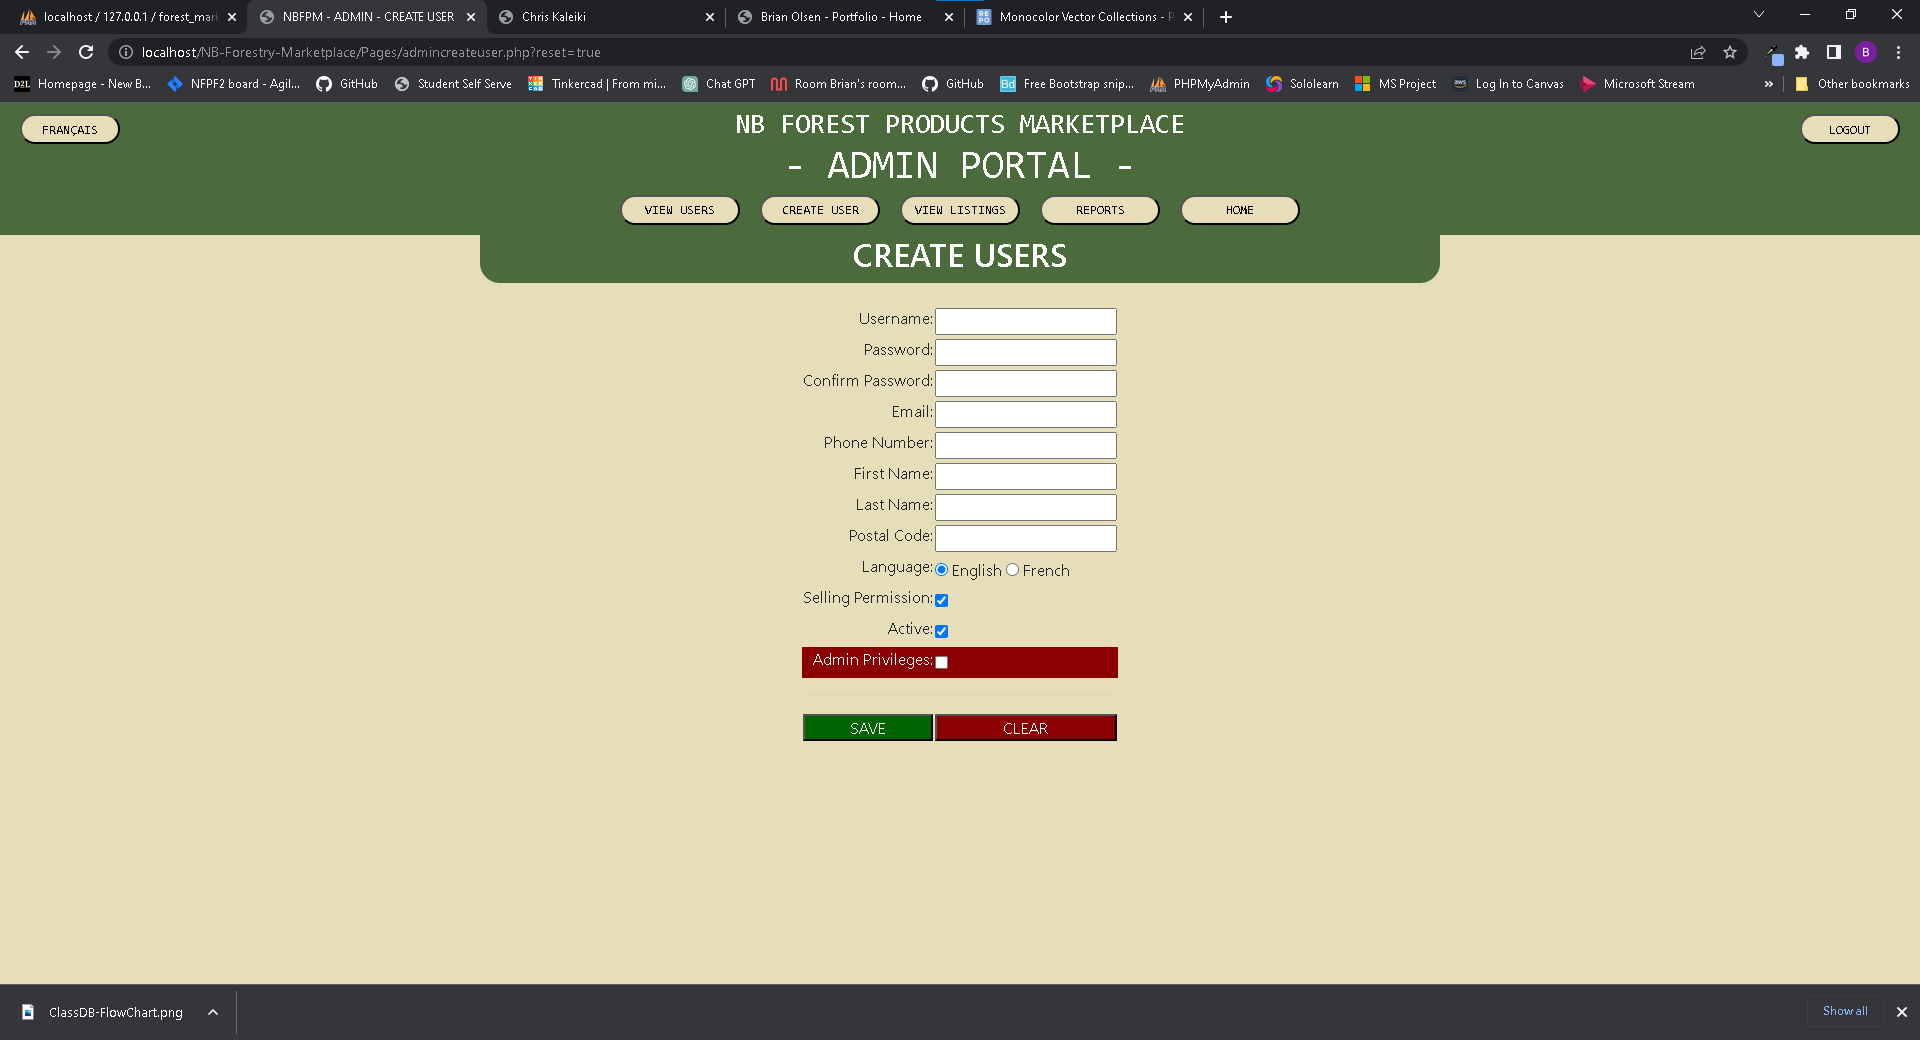 localhost / 127.0.0.1 / forest_mark
NBFPM - ADMIN - CREATE USER
Chris Kaleiki
Brian Olsen - Portfolio - Home
Monocolor Vector Collections - P
localhost/NB-Forestry-Marketplace/Pages/admincreateuser.php?reset=true
B
D2L Homepage - New B...
NFPF2 board - Agil...
GitHub
Student Self Serve
Tinkercad | From mi...
Chat GPT
Room Brian's room...
GitHub
Bd Free Bootstrap snip...
PHPMyAdmin
Sololearn
MS Project
aws Log In to Canvas
Microsoft Stream
»
Other bookmarks
FRANÇAIS
NB FOREST PRODUCTS MARKETPLACE
LOGOUT
- ADMIN PORTAL -
VIEW USERS
CREATE USER
VIEW LISTINGS
REPORTS
HOME
CREATE USERS
Username:
Password:
Confirm Password:
Email:
Phone Number:
First Name:
Last Name:
Postal Code:
Language: English French
Selling Permission:
Active:
Admin Privileges:
SAVE
CLEAR
ClassDB-FlowChart.png
Show all